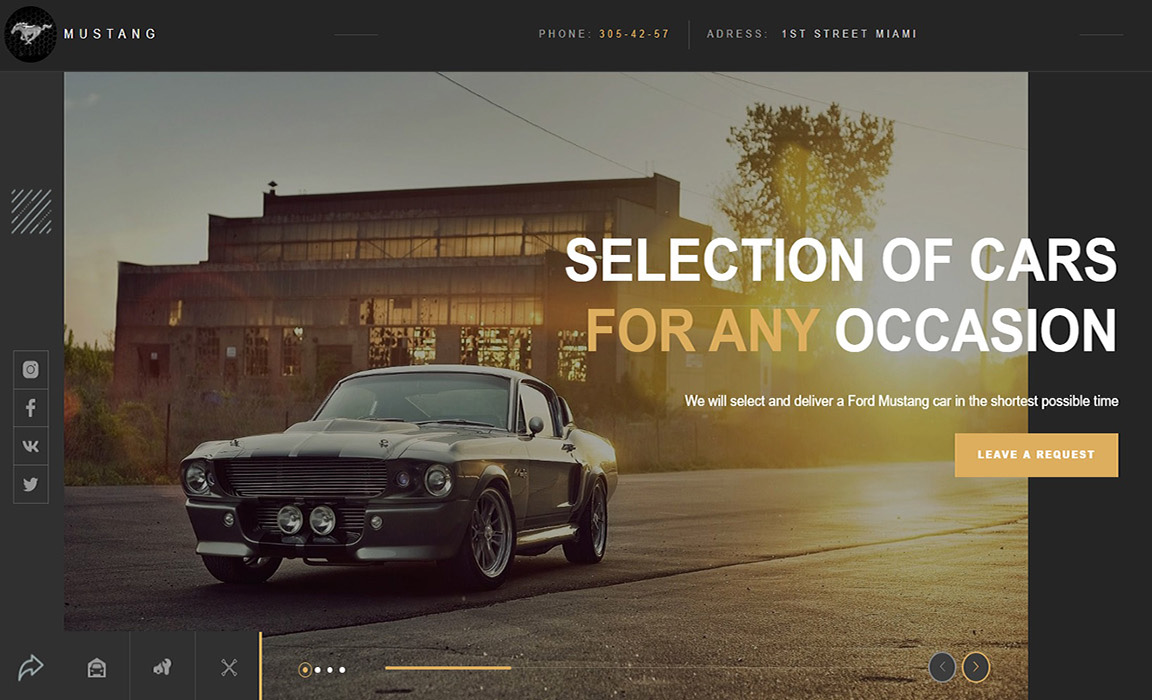 MUSTANG
PHONE: 305-42-57
ADRESS: 1ST STREET MIAMI
SELECTION OF CARS
FOR ANY OCCASION
We will select and deliver a Ford Mustang car in the shortest possible time
LEAVE A REQUEST